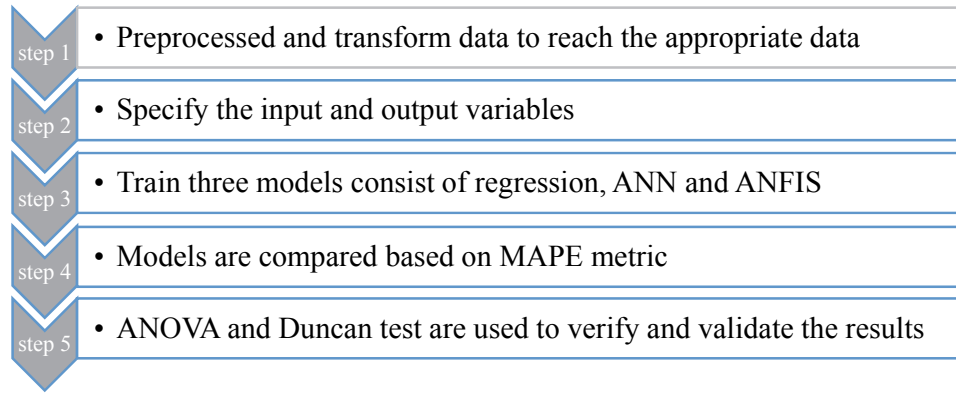 step 1
• Preprocessed and transform data to reach the appropriate data
step 2
• Specify the input and output variables
step 3
• Train three models consist of regression, ANN and ANFIS
step 4
• Models are compared based on MAPE metric
step 5
• ANOVA and Duncan test are used to verify and validate the results